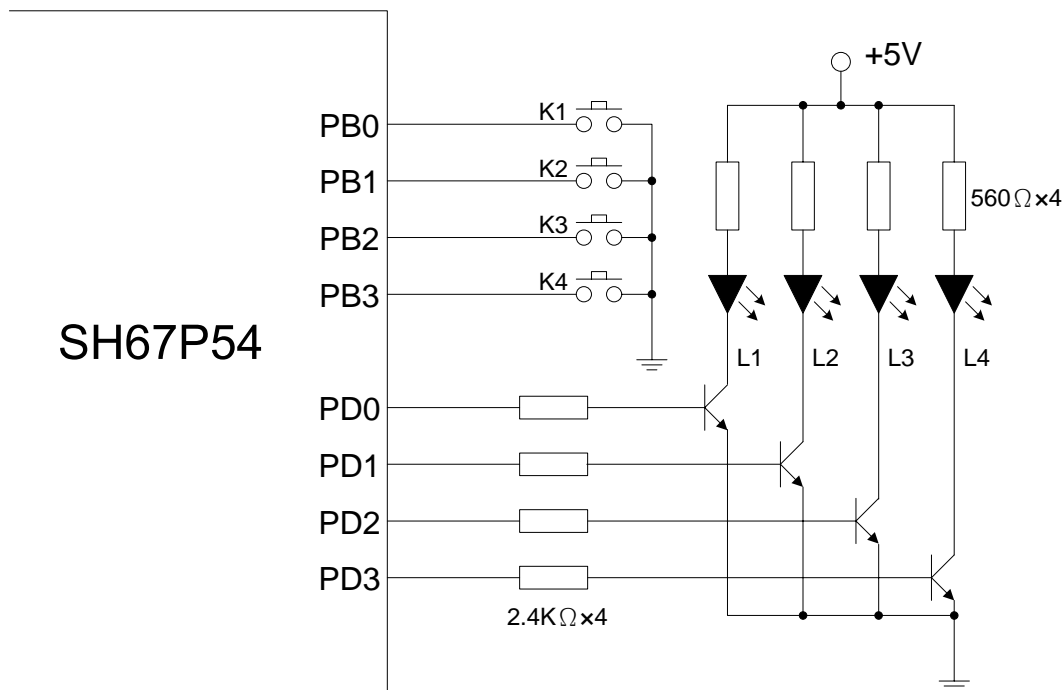 +5V
PB0
K1
PB1
K2
560Ω×4
PB2
K3
PB3
K4
SH67P54
L1
L2
L3
L4
PD0
PD1
PD2
PD3
2.4KΩ×4